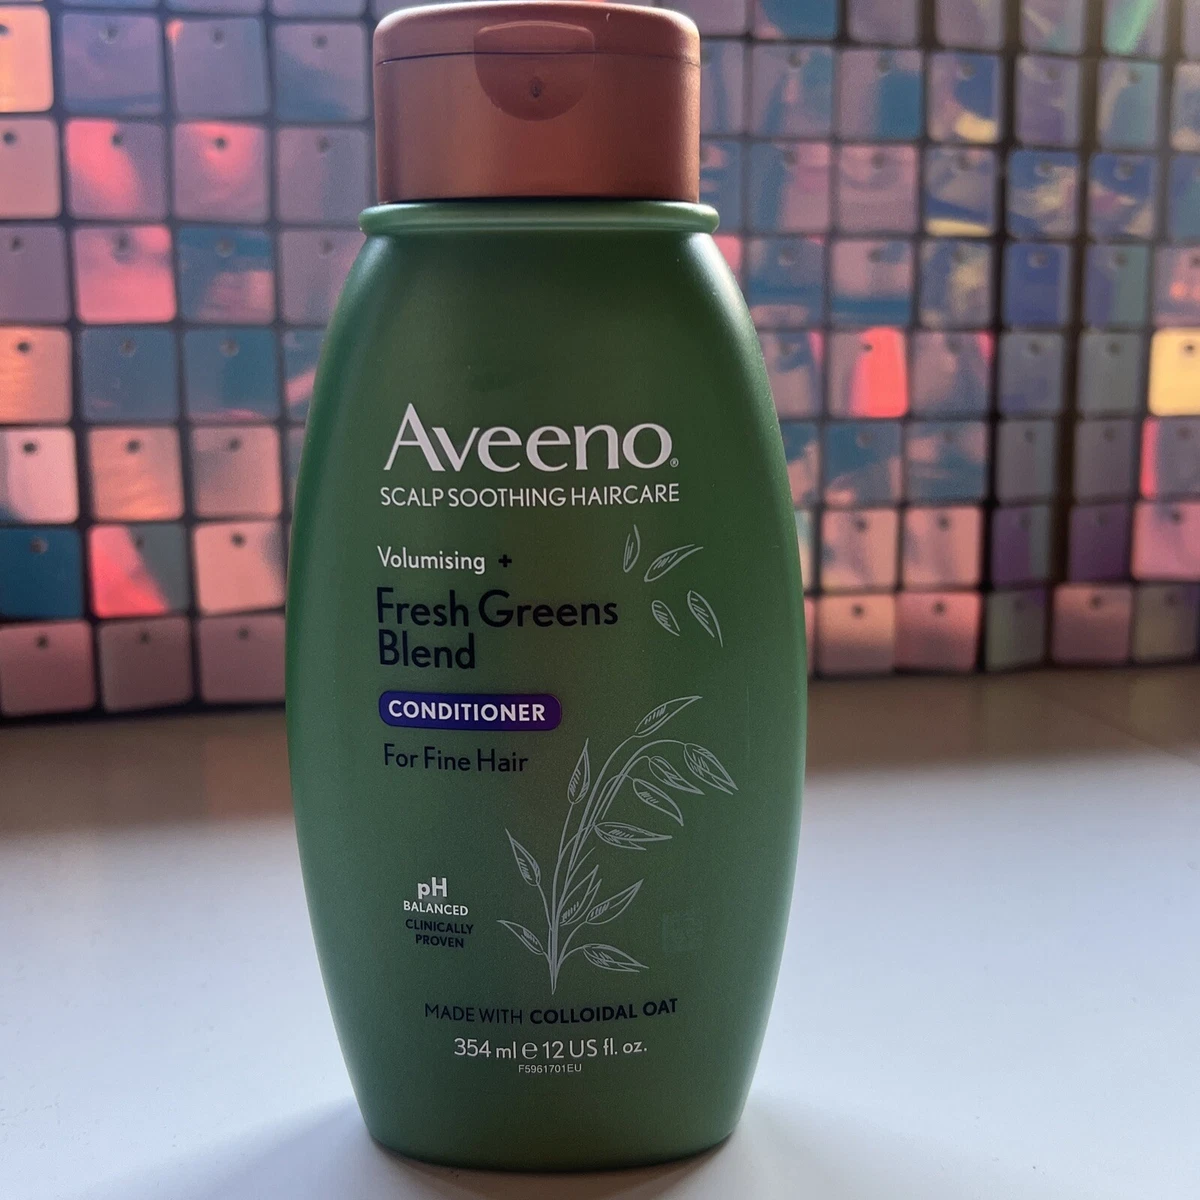 Aveeno®
SCALP SOOTHING HAIRCARE
Volumising +
Fresh Greens
Blend
CONDITIONER
For Fine Hair
pH
BALANCED
CLINICALLY
PROVEN
MADE WITH COLLOIDAL OAT
354 ml ℮ 12 US fl. oz.
F5961701EU